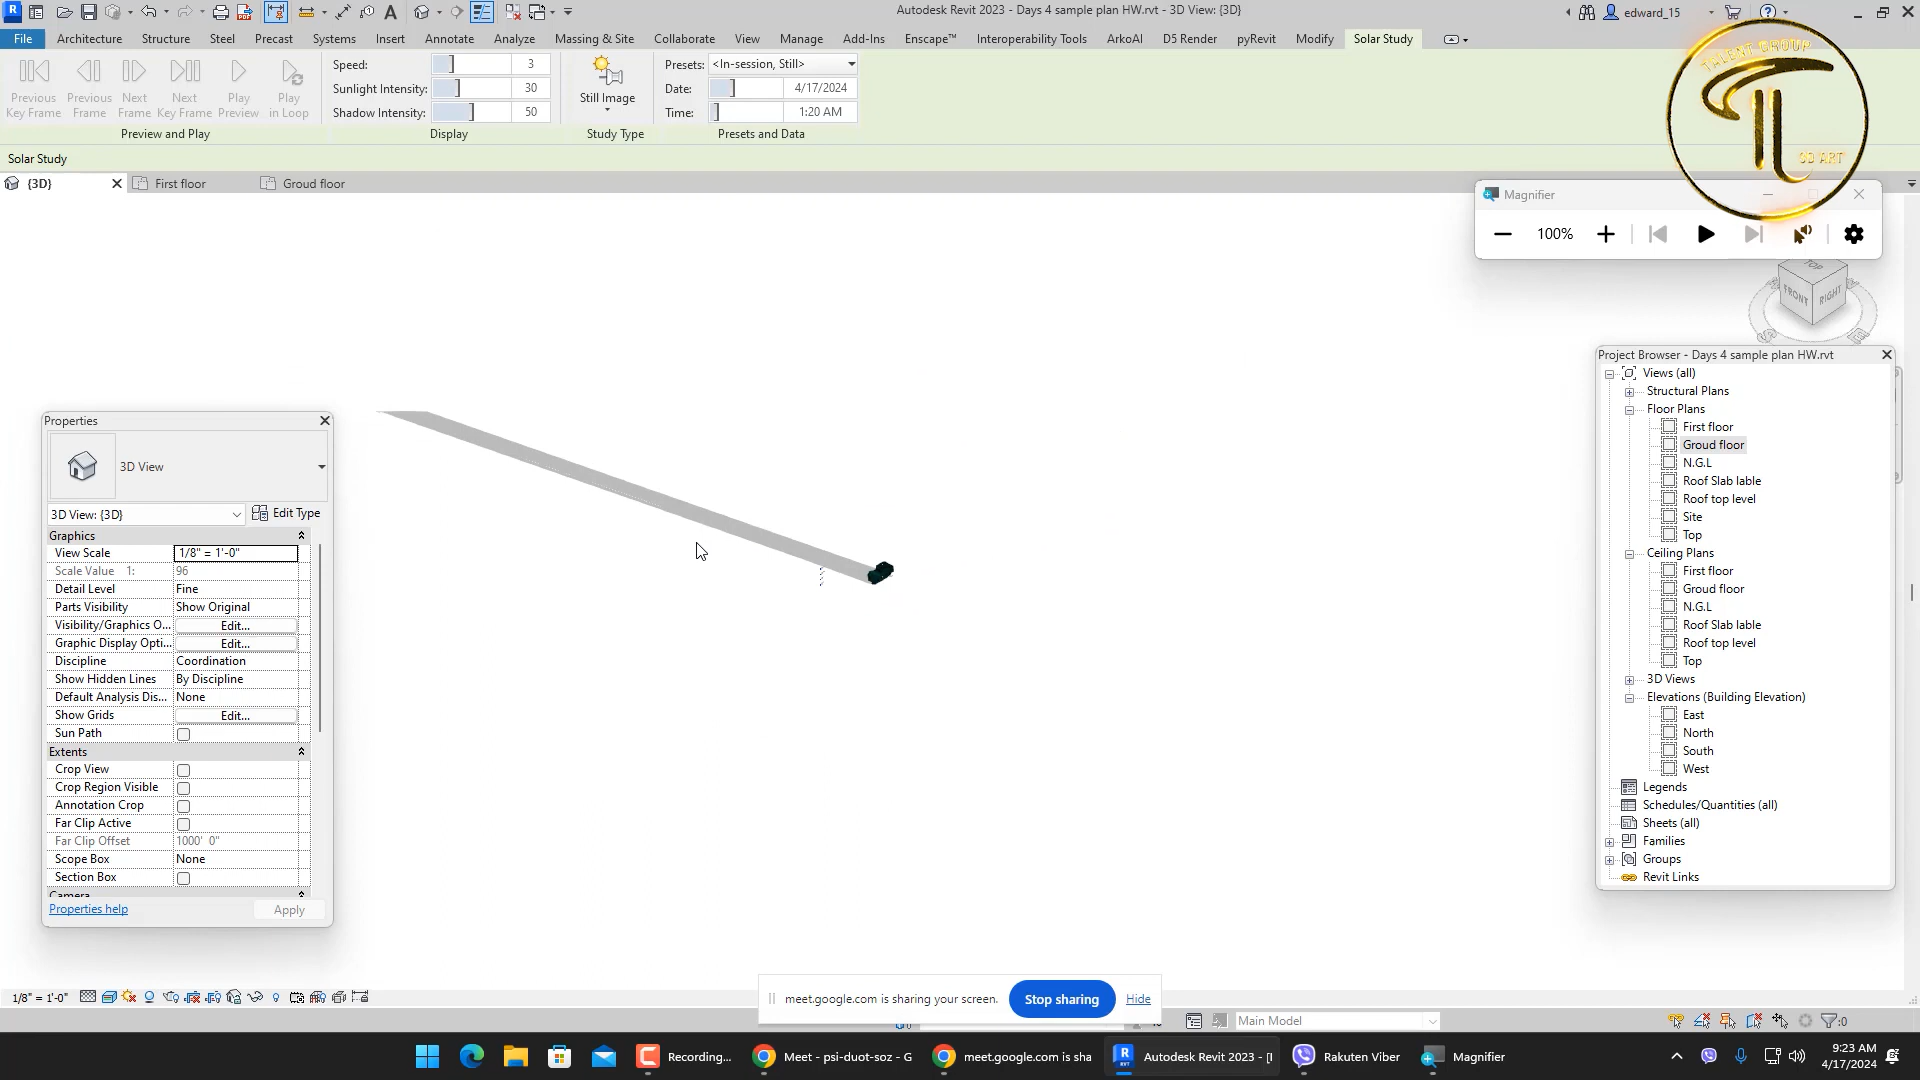 Autodesk Revit 2023 - Days 4 sample plan HW.rvt - 3D View: {3D}
edward_15
File
Architecture
Structure
Steel
Precast
Systems
Insert
Annotate
Analyze
Massing & Site
Collaborate
View
Manage
Add-Ins
Enscape™
Interoperability Tools
ArkoAI
D5 Render
pyRevit
Modify
Solar Study
Previous
Key Frame
Previous
Frame
Next
Frame
Next
Key Frame
Play
Preview
Play
in Loop
Preview and Play
Speed: 3
Sunlight Intensity: 30
Shadow Intensity: 50
Display
Still Image
Study Type
Presets: <In-session, Still>
Date: 4/17/2024
Time: 1:20 AM
Presets and Data
TALENT GROUP
3D ART
Solar Study
{3D}
First floor
Groud floor
Magnifier
100%
TOP
FRONT
RIGHT
S
E
Properties
3D View
3D View: {3D}
Edit Type
Graphics
View Scale 1/8" = 1'-0"
Scale Value 1: 96
Detail Level Fine
Parts Visibility Show Original
Visibility/Graphics O... Edit...
Graphic Display Opti... Edit...
Discipline Coordination
Show Hidden Lines By Discipline
Default Analysis Dis... None
Show Grids Edit...
Sun Path
Extents
Crop View
Crop Region Visible
Annotation Crop
Far Clip Active
Far Clip Offset 1000' 0"
Scope Box None
Section Box
Camera
Properties help
Apply
Project Browser - Days 4 sample plan HW.rvt
Views (all)
Structural Plans
Floor Plans
First floor
Groud floor
N.G.L
Roof Slab lable
Roof top level
Site
Top
Ceiling Plans
First floor
Groud floor
N.G.L
Roof Slab lable
Roof top level
Top
3D Views
Elevations (Building Elevation)
East
North
South
West
Legends
Schedules/Quantities (all)
Sheets (all)
Families
Groups
Revit Links
1/8" = 1'-0"
meet.google.com is sharing your screen.
Stop sharing
Hide
Main Model
:0
Recording...
Meet - psi-duot-soz - G
meet.google.com is sha
Autodesk Revit 2023 - [
Rakuten Viber
Magnifier
9:23 AM
4/17/2024